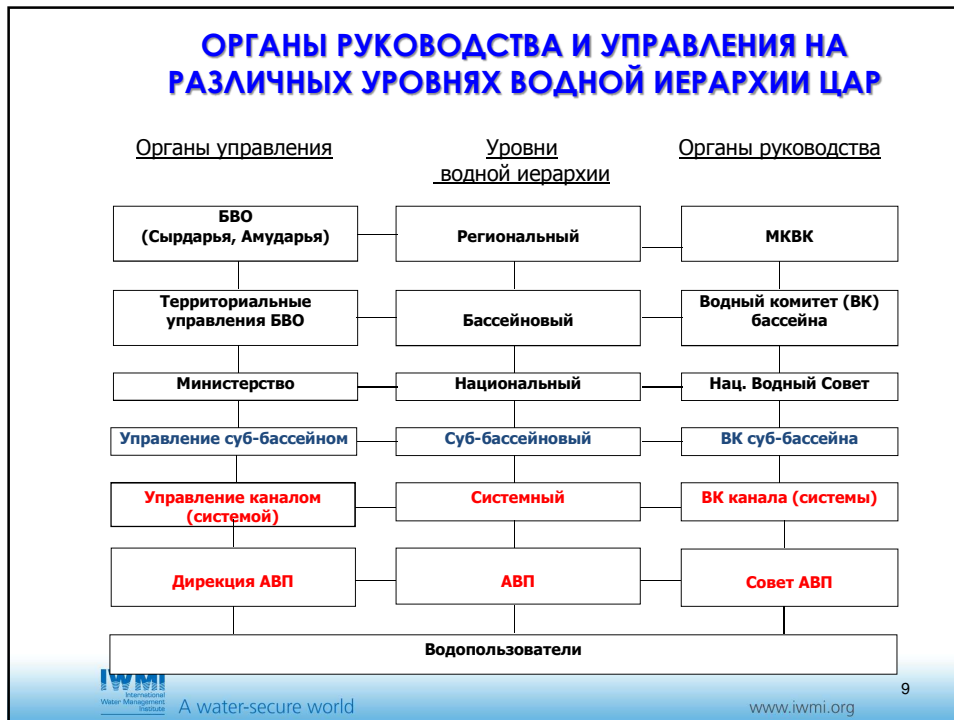 ОРГАНЫ РУКОВОДСТВА И УПРАВЛЕНИЯ НА
РАЗЛИЧНЫХ УРОВНЯХ ВОДНОЙ ИЕРАРХИИ ЦАР
Органы управления
Уровни
водной иерархии
Органы руководства
БВО
(Сырдарья, Амударья)
Региональный
МКВК
Территориальные
управления БВО
Бассейновый
Водный комитет (ВК)
бассейна
Министерство
Национальный
Нац. Водный Совет
Управление суб-бассейном
Суб-бассейновый
ВК суб-бассейна
Управление каналом
(системой)
Системный
ВК канала (системы)
Дирекция АВП
АВП
Совет АВП
Водопользователи
IWMI
International
Water Management
Institute
A water-secure world
www.iwmi.org
9